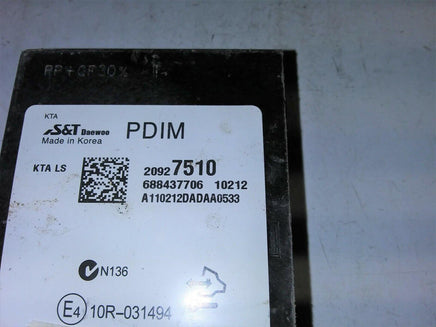 PP+GF30%
KTA
S&T Daewoo
PDIM
Made in Korea
KTA LS
2092 7510
688437706 10212
A110212DADAA0533
N136
E4 10R-031494